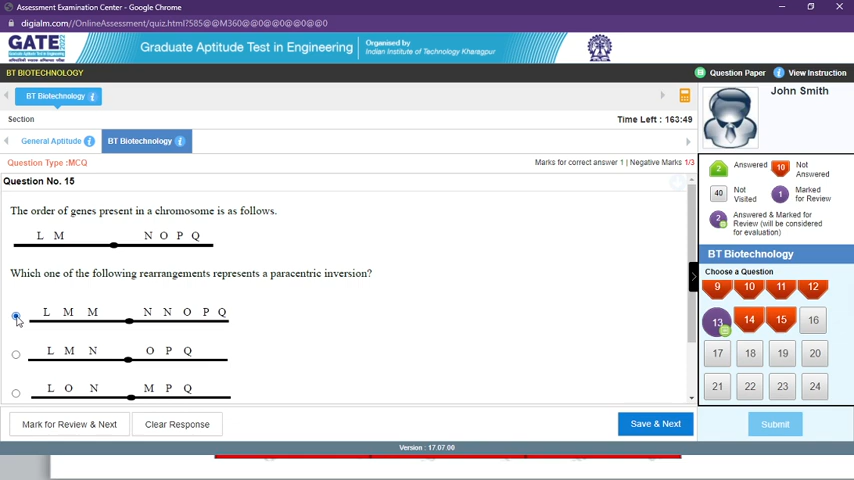 Assessment Examination Center - Google Chrome
digialm.com//OnlineAssessment/quiz.html?585@@M360@@0@@0@@0@@0@@0
GATE
Graduate Aptitude Test in Engineering
Organised by
Indian Institute of Technology Kharagpur
BT BIOTECHNOLOGY
Question Paper
View Instruction
BT Biotechnology
John Smith
Section
Time Left : 163:49
General Aptitude
BT Biotechnology
Question Type :MCQ
Marks for correct answer 1 | Negative Marks 1/3
Question No. 15
The order of genes present in a chromosome is as follows.
L M N O P Q
Which one of the following rearrangements represents a paracentric inversion?
L M M N N O P Q
L M N O P Q
L O N M P Q
2 Answered
10 Not Answered
40 Not Visited
1 Marked for Review
2 Answered & Marked for Review (will be considered for evaluation)
BT Biotechnology
Choose a Question
9 10 11 12
13 14 15 16
17 18 19 20
21 22 23 24
Mark for Review & Next
Clear Response
Save & Next
Submit
Version : 17.07.00